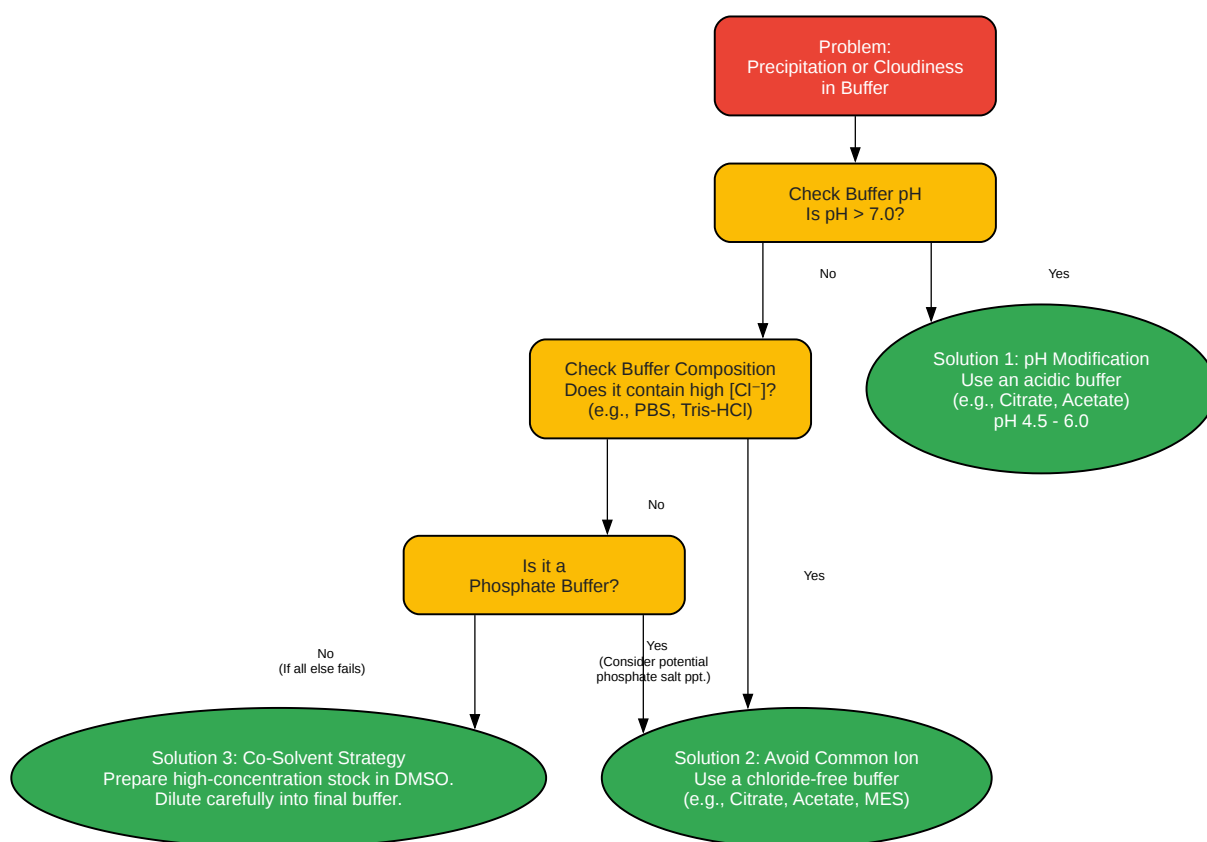 Problem:
Precipitation or Cloudiness
in Buffer
Check Buffer pH
Is pH > 7.0?
No
Yes
Solution 1: pH Modification
Use an acidic buffer
(e.g., Citrate, Acetate)
pH 4.5 - 6.0
Check Buffer Composition
Does it contain high [Cl⁻]?
(e.g., PBS, Tris-HCl)
No
Yes
Is it a
Phosphate Buffer?
No
(If all else fails)
Yes
(Consider potential
phosphate salt ppt.)
Solution 3: Co-Solvent Strategy
Prepare high-concentration stock in DMSO.
Dilute carefully into final buffer.
Solution 2: Avoid Common Ion
Use a chloride-free buffer
(e.g., Citrate, Acetate, MES)